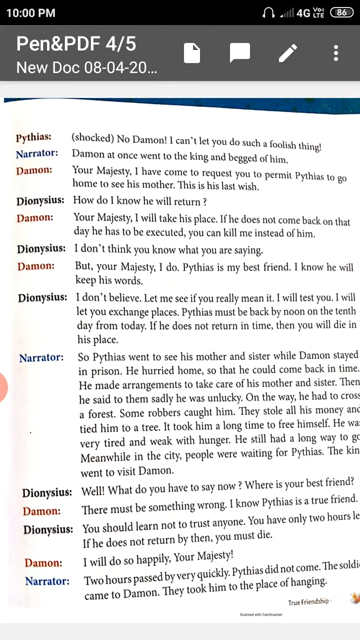 10:00 PM
4G VoLTE 86
Pen&PDF 4/5
New Doc 08-04-20...
Pythias: (shocked) No Damon! I can't let you do such a foolish thing!
Narrator: Damon at once went to the king and begged of him.
Damon: Your Majesty, I have come to request you to permit Pythias to go
home to see his mother. This is his last wish.
Dionysius: How do I know he will return ?
Damon: Your Majesty, I will take his place. If he does not come back on that
day he has to be executed, you can kill me instead of him.
Dionysius: I don't think you know what you are saying.
Damon: But, your Majesty, I do. Pythias is my best friend. I know he will
keep his words.
Dionysius: I don't believe. Let me see if you really mean it. I will test you. I will
let you exchange places. Pythias must be back by noon on the tenth
day from today. If he does not return in time, then you will die in
his place.
Narrator: So Pythias went to see his mother and sister while Damon stayed
in prison. He hurried home, so that he could come back in time.
He made arrangements to take care of his mother and sister. Then
he said to them sadly he was unlucky. On the way, he had to cross
a forest. Some robbers caught him. They stole all his money and
tied him to a tree. It took him a long time to free himself. He wa
very tired and weak with hunger. He still had a long way to go
Meanwhile in the city, people were waiting for Pythias. The kin
went to visit Damon.
Dionysius: Well! What do you have to say now ? Where is your best friend?
Damon: There must be something wrong. I know Pythias is a true friend.
Dionysius: You should learn not to trust anyone. You have only two hours le
If he does not return by then, you must die.
Damon: I will do so happily, Your Majesty!
Narrator: Two hours passed by very quickly. Pythias did not come. The soldi
came to Damon. They took him to the place of hanging.
True Friendship
Scanned with CamScanner